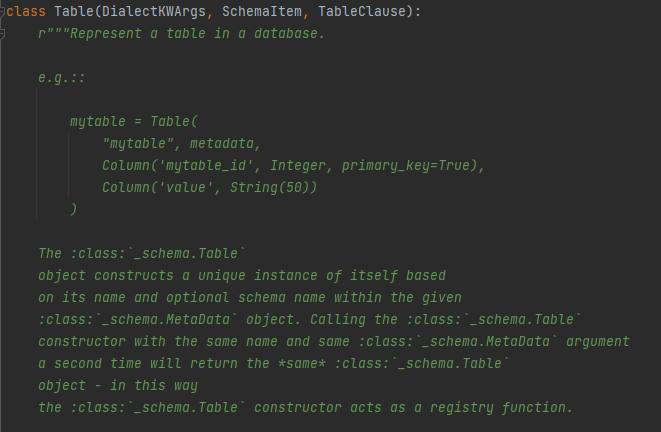 class Table(DialectKWArgs, SchemaItem, TableClause):
r"""Represent a table in a database.
e.g.::
mytable = Table(
"mytable", metadata,
Column('mytable_id', Integer, primary_key=True),
Column('value', String(50))
)
The :class:`_schema.Table`
object constructs a unique instance of itself based
on its name and optional schema name within the given
:class:`_schema.MetaData` object. Calling the :class:`_schema.Table`
constructor with the same name and same :class:`_schema.MetaData` argument
a second time will return the *same* :class:`_schema.Table`
object - in this way
the :class:`_schema.Table` constructor acts as a registry function.